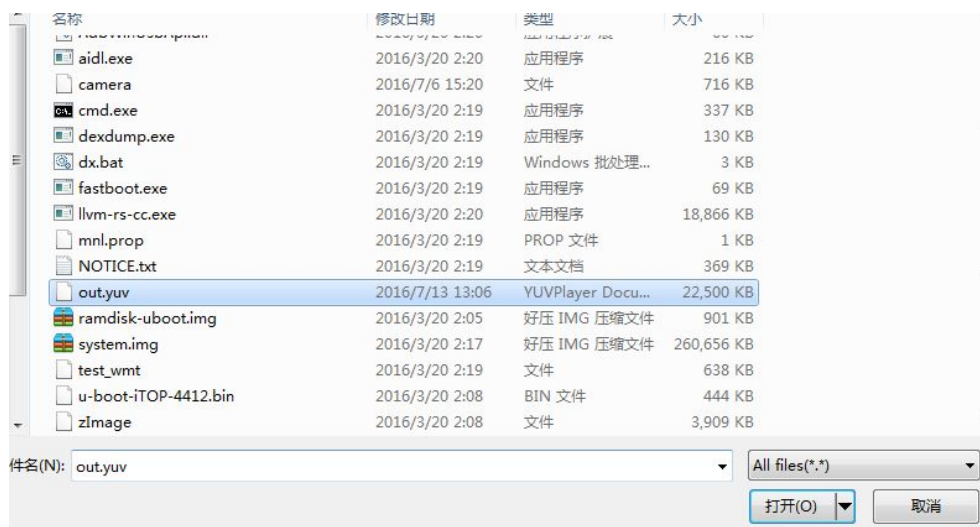 名称 修改日期 类型 大小
aidl.exe 2016/3/20 2:20 应用程序 216 KB
camera 2016/7/6 15:20 文件 716 KB
cmd.exe 2016/3/20 2:19 应用程序 337 KB
dexdump.exe 2016/3/20 2:19 应用程序 130 KB
dx.bat 2016/3/20 2:19 Windows 批处理... 3 KB
fastboot.exe 2016/3/20 2:19 应用程序 69 KB
llvm-rs-cc.exe 2016/3/20 2:20 应用程序 18,866 KB
mnl.prop 2016/3/20 2:19 PROP 文件 1 KB
NOTICE.txt 2016/3/20 2:19 文本文档 369 KB
out.yuv 2016/7/13 13:06 YUVPlayer Docu... 22,500 KB
ramdisk-uboot.img 2016/3/20 2:05 好压 IMG 压缩文件 901 KB
system.img 2016/3/20 2:17 好压 IMG 压缩文件 260,656 KB
test_wmt 2016/3/20 2:19 文件 638 KB
u-boot-iTOP-4412.bin 2016/3/20 2:08 BIN 文件 444 KB
zImage 2016/3/20 2:08 文件 3,909 KB
件名(N): out.yuv All files(*.*)
打开(O) 取消